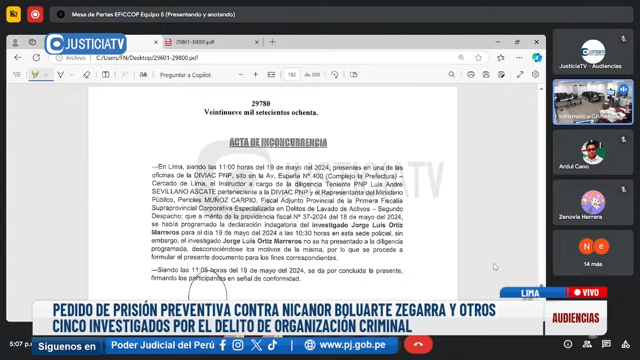 Mesa de Partes EFICCOP Equipo 5 (Presentando y anotando)
JUSTICIATV
29801-30000.pdf
Archivo
C:/Users/FN/Desktop/29601-29800.pdf
Preguntar a Copilot
182 de 200
29780
Veintinueve mil setecientos ochenta.
ACTA DE INCONCURRENCIA
—En Lima, siendo las 11:00 horas del 19 de mayo del 2024, presentes en una de las
oficinas de la DIVIAC PNP, sito en la Av. España Nº 400 (Complejo la Prefectura) –
Cercado de Lima, el Instructor a cargo de la diligencia Teniente PNP Luis André
SEVILLANO ASCATE perteneciente a la DIVIAC PNP y el Representante del Ministerio
Público, Pericles MUÑOZ CARPIO, Fiscal Adjunto Provincial de la Primera Fiscalía
Supraprovincial Corporativa Especializada en Delitos de Lavado de Activos – Segundo
Despacho; que a mérito de la providencia fiscal Nº 37-2024 del 18 de mayo del 2024,
se había programado la declaración indagatoria del investigado Jorge Luis Ortiz
Marreros para el día 19 de mayo del 2024 a las 10:30 horas en esta sede policial, sin
embargo, el investigado Jorge Luis Ortiz Marreros no se ha presentado a la diligencia
programada, desconociéndose los motivos de la misma, por lo que se procede a
formular el presente documento para los fines correspondientes.
—Siendo las 11:05 horas del 19 de mayo del 2024, se da por concluida la presente,
firmando los participantes en señal de conformidad.
JUSTICIATV
JusticiaTV - Audiencias
Informatica Crimen
Ardul Cano
Zenovia Herrera
N
e
14 más
LIMA
VIVO
PEDIDO DE PRISIÓN PREVENTIVA CONTRA NICANOR BOLUARTE ZEGARRA Y OTROS
CINCO INVESTIGADOS POR EL DELITO DE ORGANIZACIÓN CRIMINAL
AUDIENCIAS
5:07 p.m.
Síguenos en
Poder Judicial del Perú
www.pj.gob.pe